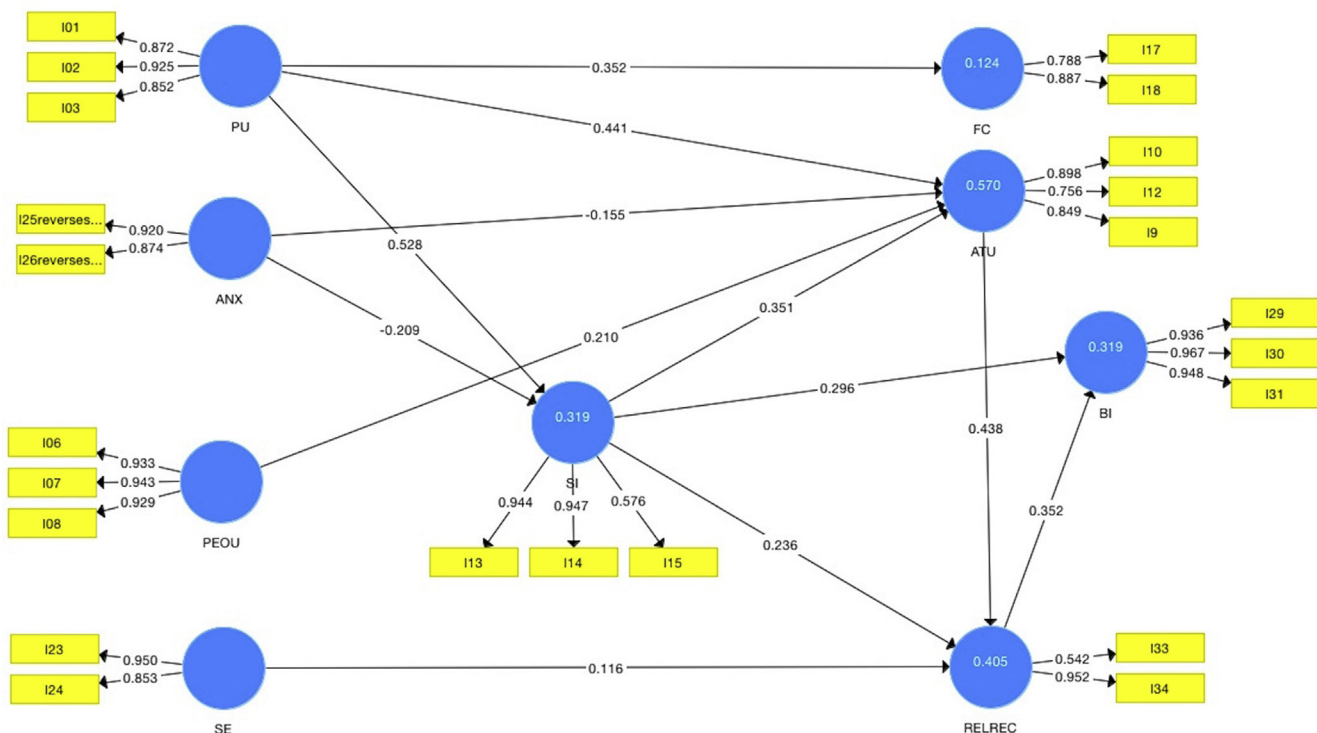 I01
0.872
I02
0.925
I03
0.852
PU
0.352
0.124
FC
I17
0.788
I18
0.887
0.441
0.570
ATU
I10
0.898
I12
0.756
I9
0.849
I25reverses...
0.920
I26reverses...
0.874
ANX
-0.155
0.528
-0.209
0.210
0.351
0.319
SI
0.296
0.319
BI
I29
0.936
I30
0.967
I31
0.948
I06
0.933
I07
0.943
I08
0.929
PEOU
0.944
0.947
0.576
I13
I14
I15
0.438
0.352
0.236
I23
0.950
I24
0.853
SE
0.116
0.405
RELREC
I33
0.542
I34
0.952